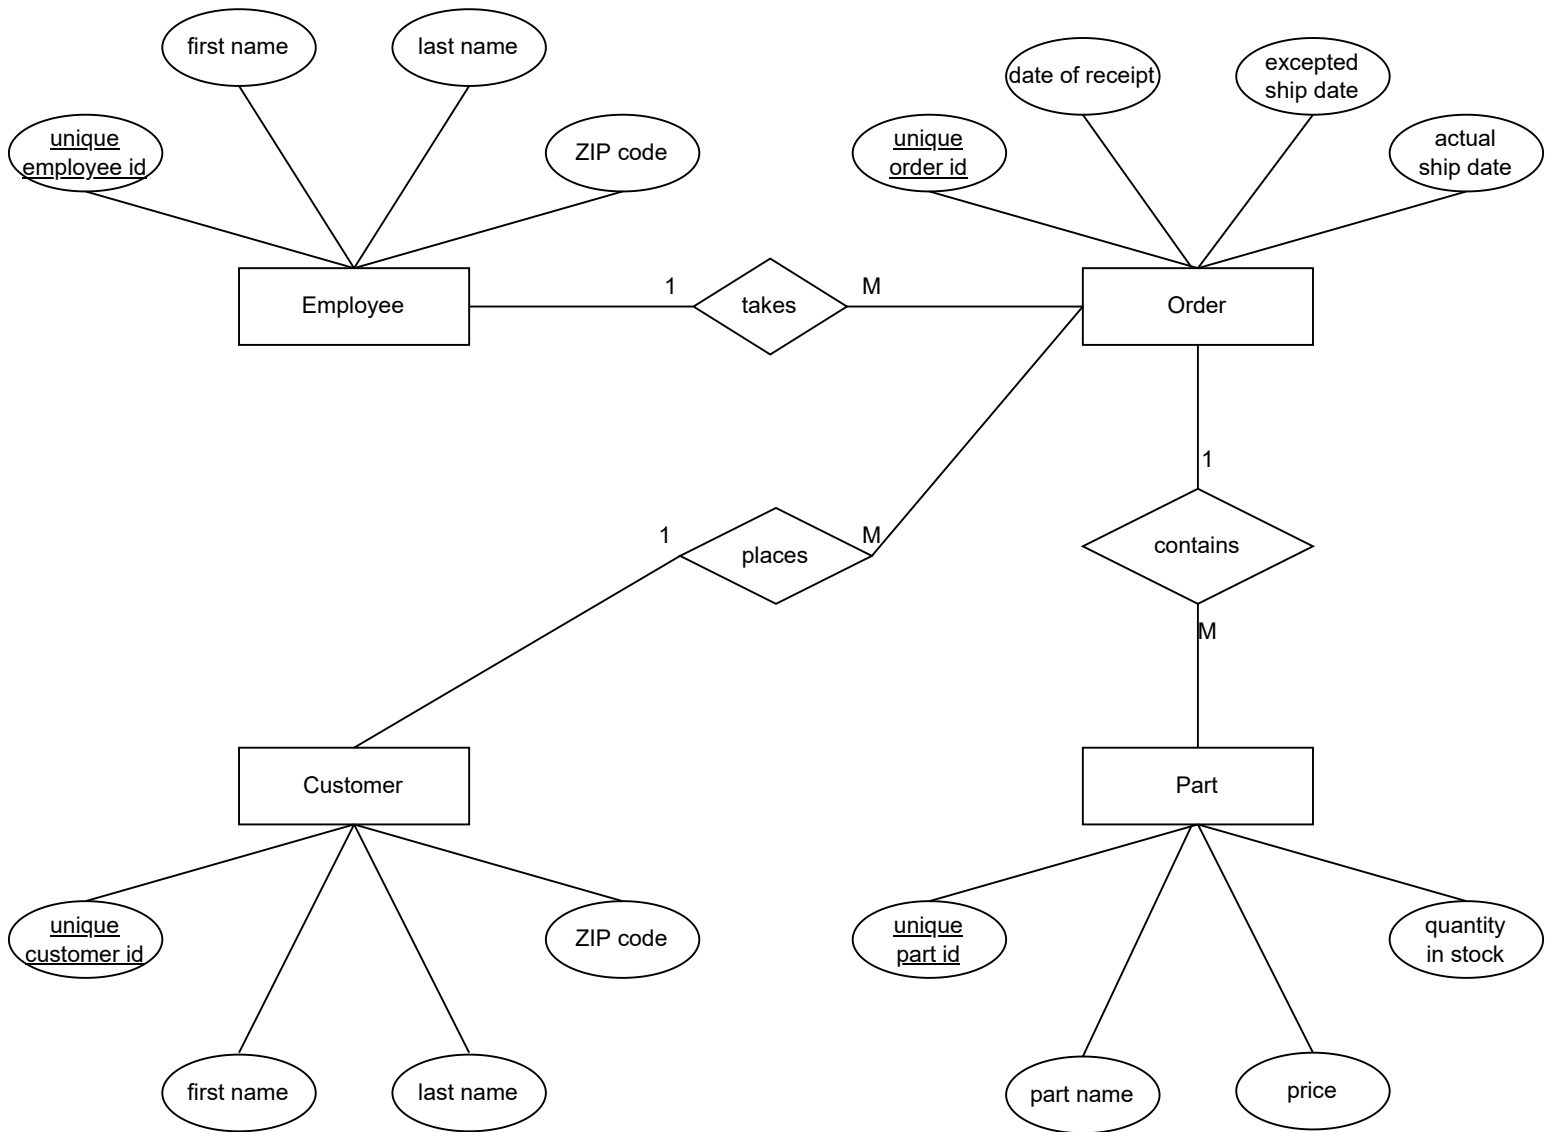 first name
last name
date of receipt
excepted
ship date
unique
employee id
ZIP code
unique
order id
actual
ship date
Employee
1
takes
M
Order
1
1
places
M
contains
M
Customer
Part
unique
customer id
ZIP code
unique
part id
quantity
in stock
first name
last name
part name
price